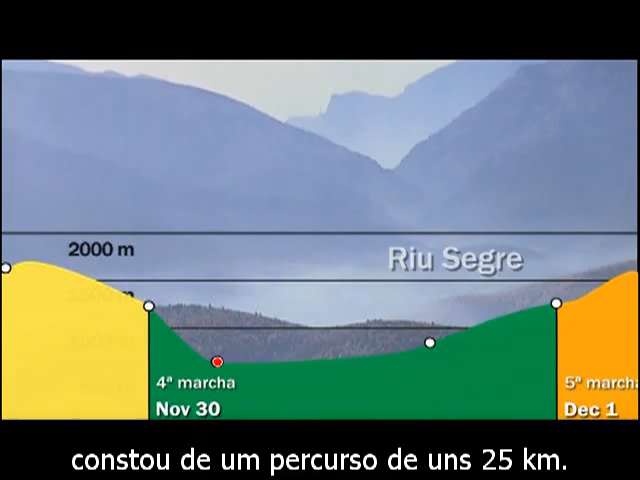 2000 m
Riu Segre
1500 m
4ª marcha
Nov 30
5ª marcha
Dec 1
constou de um percurso de uns 25 km.